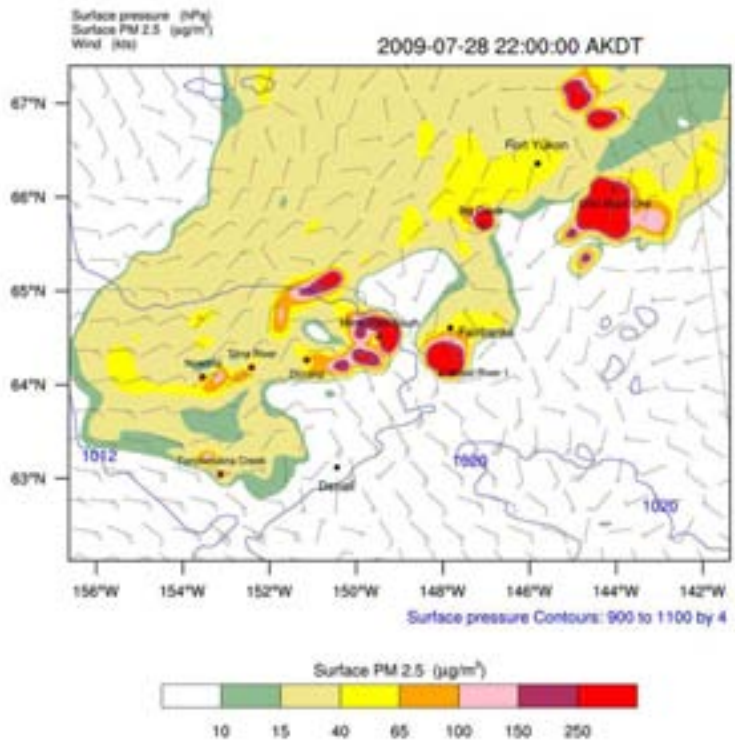 Surface pressure (hPa)
Surface PM 2.5 (μg/m³)
Wind (kts)
2009-07-28 22:00:00 AKDT
67°N
66°N
65°N
64°N
63°N
Fort Yukon
Fairbanks
Denali
1012
1020
1020
156°W 154°W 152°W 150°W 148°W 146°W 144°W 142°W
Surface pressure Contours: 900 to 1100 by 4
Surface PM 2.5 (μg/m³)
10 15 40 65 100 150 250